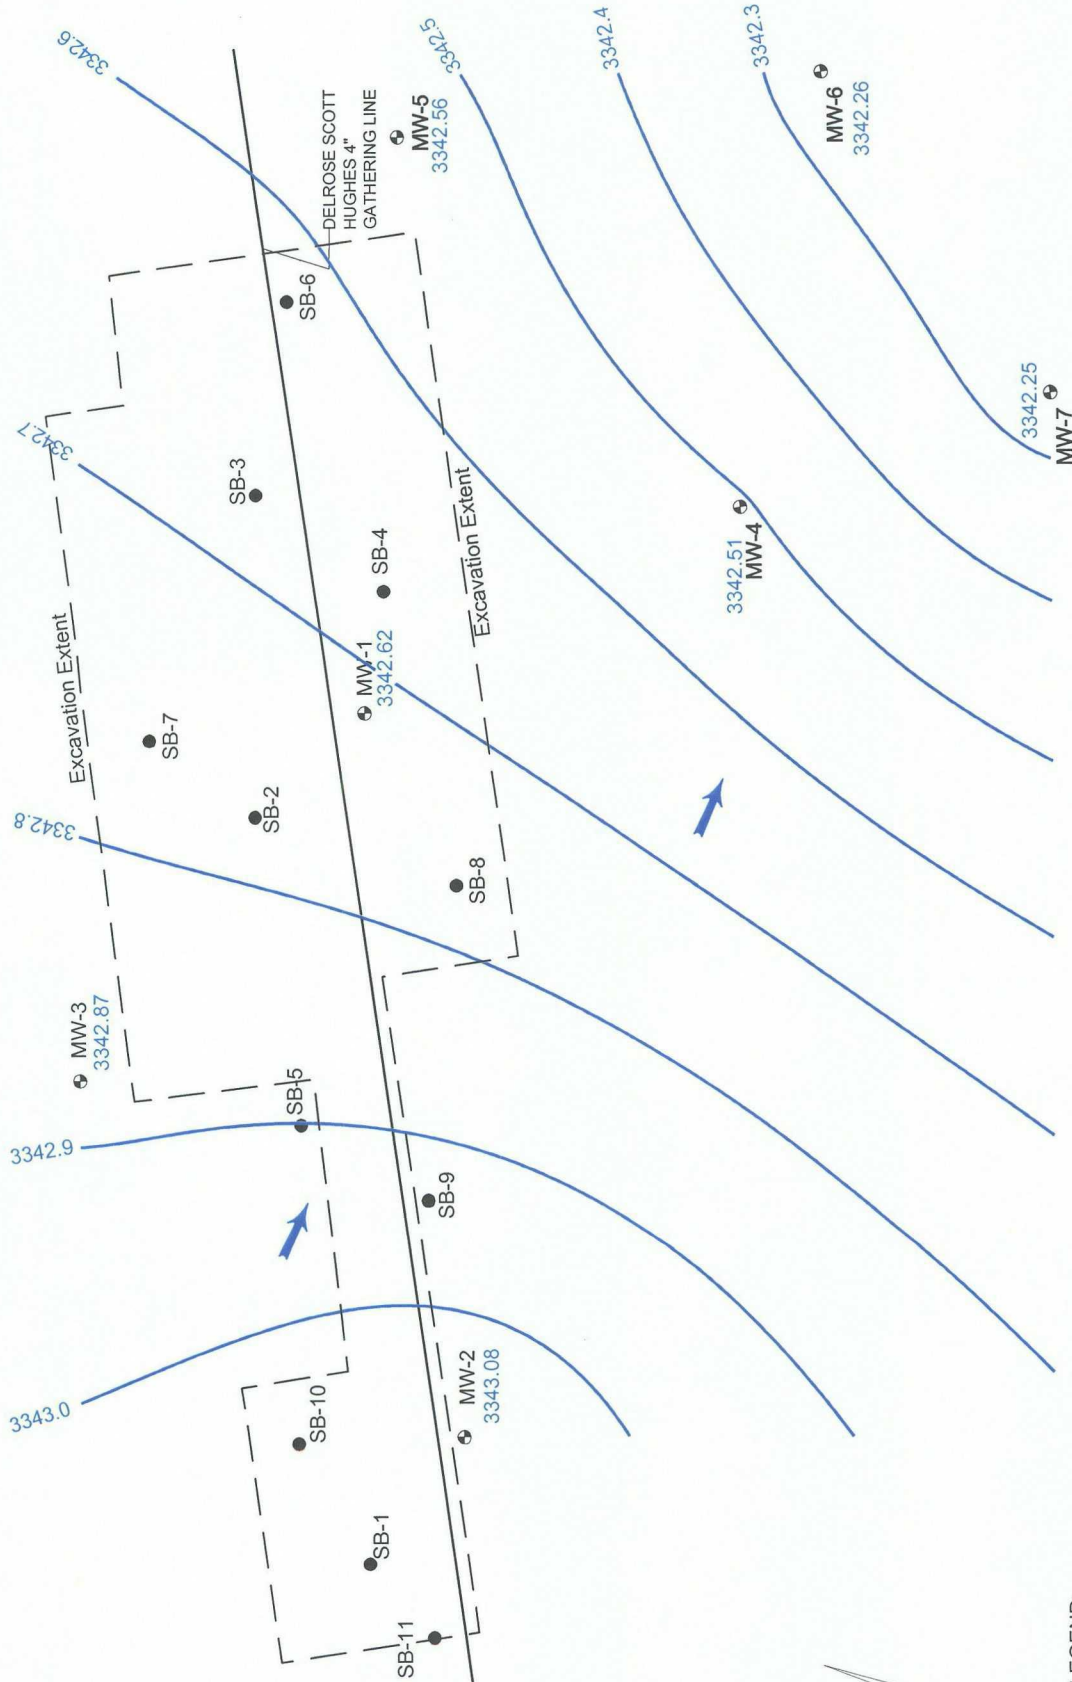 3342.6
3342.5
3342.4
3342.3
DELROSE SCOTT
HUGHES 4"
GATHERING LINE
MW-5
3342.56
MW-6
3342.26
SB-6
3342.7
SB-3
SB-4
Excavation Extent
3342.25
MW-7
3342.51
MW-4
Excavation Extent
SB-7
MW-1
3342.62
3342.8
SB-2
SB-8
MW-3
3342.87
SB-5
3342.9
SB-9
3343.0
SB-10
MW-2
3343.08
SB-1
SB-11
LEGEND